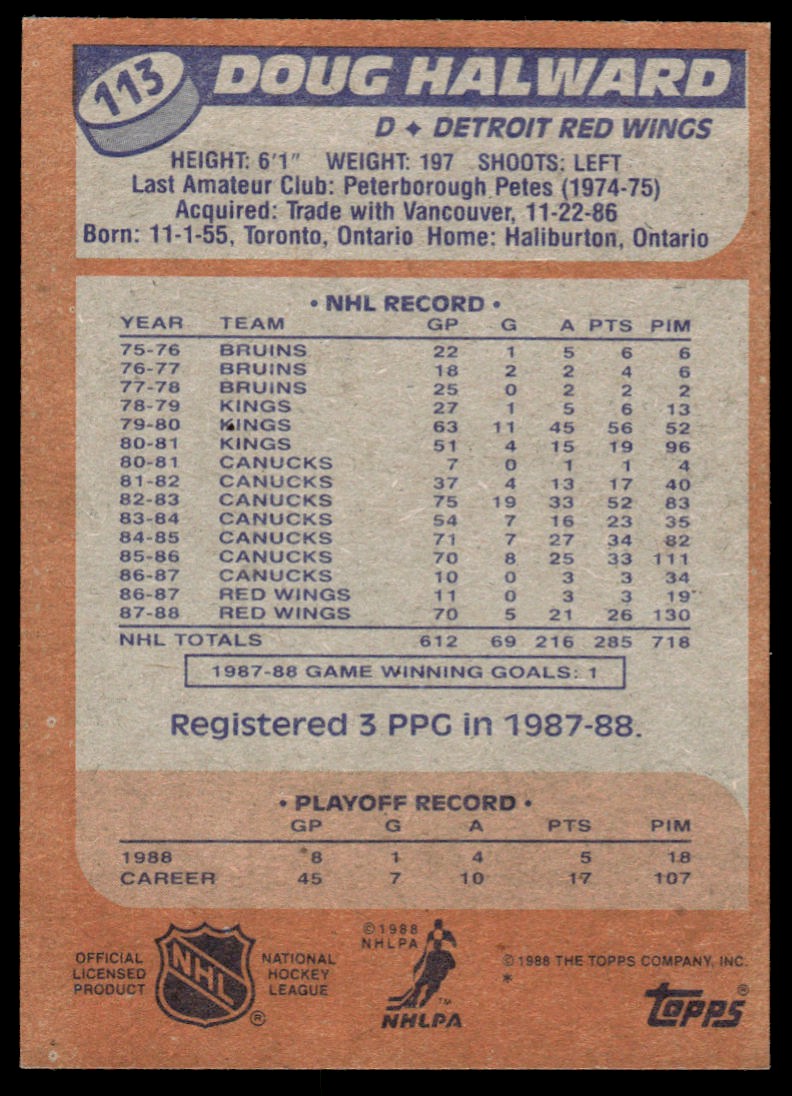 113
DOUG HALWARD
D ✦ DETROIT RED WINGS
HEIGHT: 6'1" WEIGHT: 197 SHOOTS: LEFT
Last Amateur Club: Peterborough Petes (1974-75)
Acquired: Trade with Vancouver, 11-22-86
Born: 11-1-55, Toronto, Ontario Home: Haliburton, Ontario
• NHL RECORD •
YEAR TEAM GP G A PTS PIM
75-76 BRUINS 22 1 5 6 6
76-77 BRUINS 18 2 2 4 6
77-78 BRUINS 25 0 2 2 2
78-79 KINGS 27 1 5 6 13
79-80 KINGS 63 11 45 56 52
80-81 KINGS 51 4 15 19 96
80-81 CANUCKS 7 0 1 1 4
81-82 CANUCKS 37 4 13 17 40
82-83 CANUCKS 75 19 33 52 83
83-84 CANUCKS 54 7 16 23 35
84-85 CANUCKS 71 7 27 34 82
85-86 CANUCKS 70 8 25 33 111
86-87 CANUCKS 10 0 3 3 34
86-87 RED WINGS 11 0 3 3 19
87-88 RED WINGS 70 5 21 26 130
NHL TOTALS 612 69 216 285 718
1987-88 GAME WINNING GOALS: 1
Registered 3 PPG in 1987-88.
• PLAYOFF RECORD •
GP G A PTS PIM
1988 8 1 4 5 18
CAREER 45 7 10 17 107
OFFICIAL LICENSED PRODUCT
NHL ®
NATIONAL HOCKEY LEAGUE
© 1988
NHLPA
™
NHLPA
© 1988 THE TOPPS COMPANY, INC.
*
Topps ®